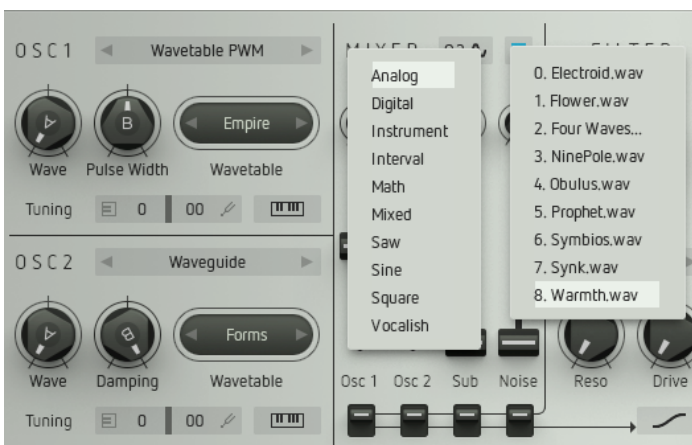 OSC1
Wavetable PWM
A
B
Empire
Wave
Pulse Width
Wavetable
Tuning
0
00
OSC2
Waveguide
A
B
Forms
Wave
Damping
Wavetable
Tuning
0
00
MIXER
FILTER
Analog
Digital
Instrument
Interval
Math
Mixed
Saw
Sine
Square
Vocalish
0. Electroid.wav
1. Flower.wav
2. Four Waves...
3. NinePole.wav
4. Obulus.wav
5. Prophet.wav
6. Symbios.wav
7. Synk.wav
8. Warmth.wav
Osc 1
Osc 2
Sub
Noise
Reso
Drive